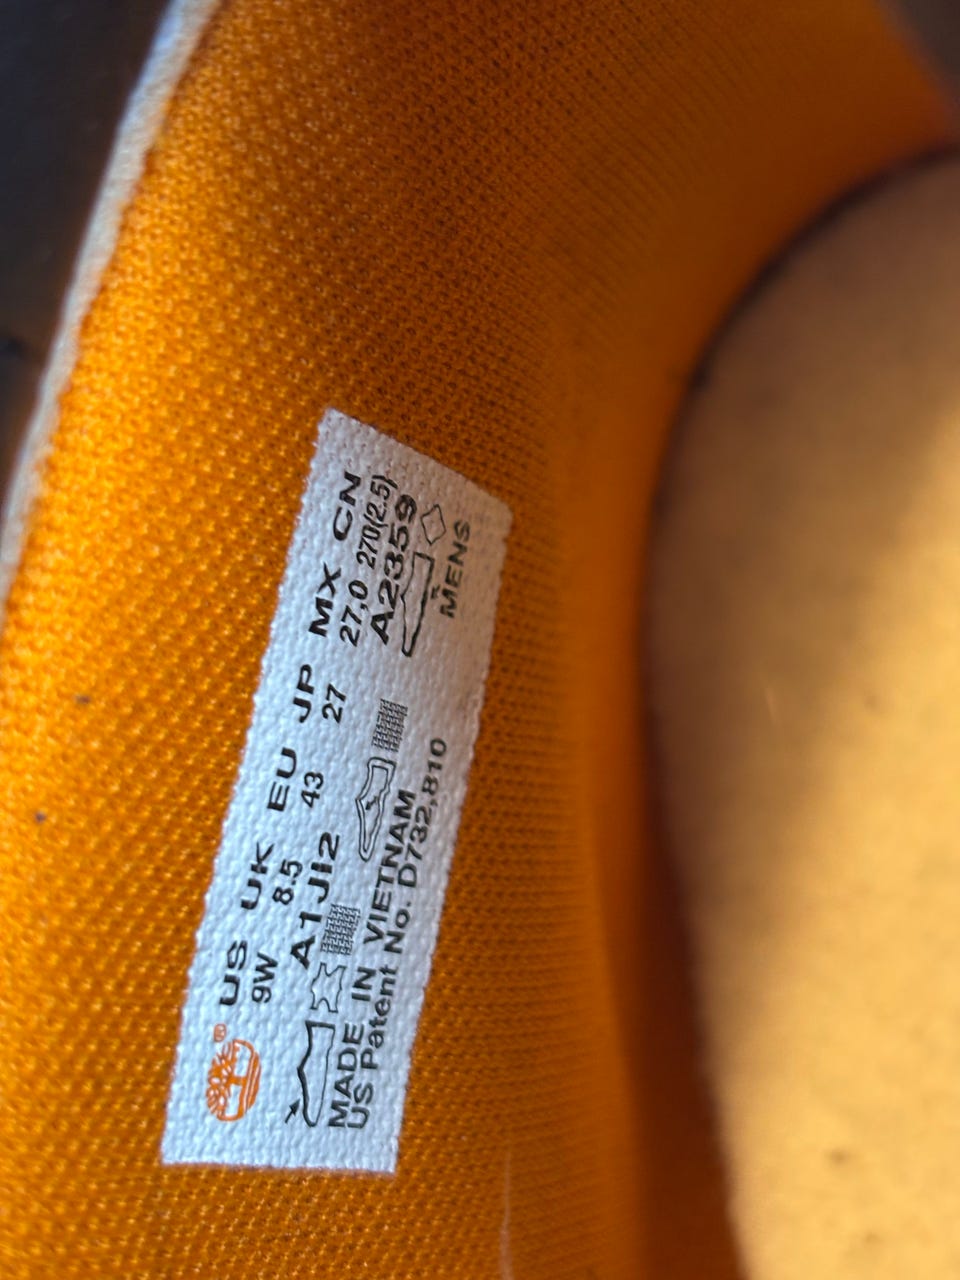 ® US UK EU JP MX CN
9W 8.5 43 27 27,0 270(2.5)
A1JI2 A2359
MADE IN VIETNAM MENS
US Patent No. D732,810